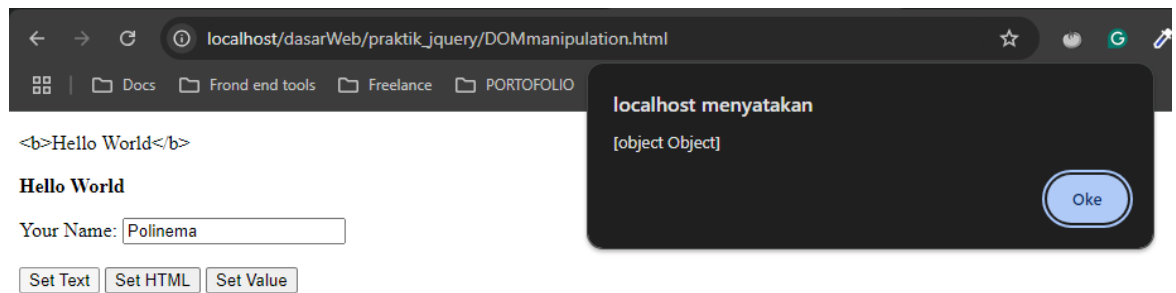 localhost/dasarWeb/praktik_jquery/DOMmanipulation.html
Docs Frond end tools Freelance PORTOFOLIO
localhost menyatakan
[object Object]
Oke
<b>Hello World</b>
Hello World
Your Name: Polinema
Set Text Set HTML Set Value